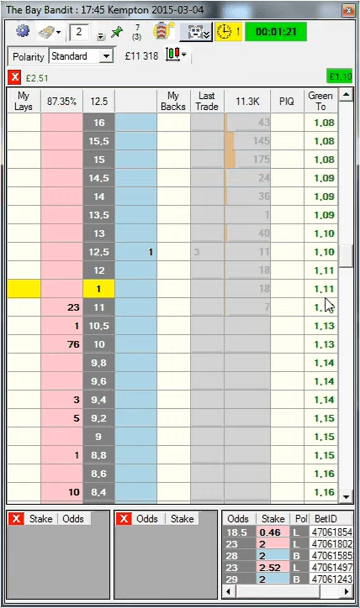 The Bay Bandit : 17:45 Kempton 2015-03-04
2 7 (3) 1 00:01:21
Polarity Standard £11 318
X £2.51 £1.10
My Lays 87.35% 12.5 My Backs Last Trade 11.3K PIQ Green To
16 43 1.08
15,5 145 1.08
15 175 1.08
14,5 24 1.09
14 36 1.09
13,5 1 1.09
13 40 1.10
12,5 1 3 11 1.10
12 18 1.11
1 18 1.11
23 11 7
1 10,5 1.13
76 10 1.13
9,8 1.14
9,6 1.14
3 9,4 1.14
5 9,2 1.15
9 1.15
1 8,8 1.15
8,6 1.16
10 8,4 1.16
X Stake Odds X Stake Odds Odds Stake Pol BetID
18.5 0.46 L 47061854
23 2 L 47061802
28 2 B 47061585
23 2.52 L 47061497
29 2 B 47061243